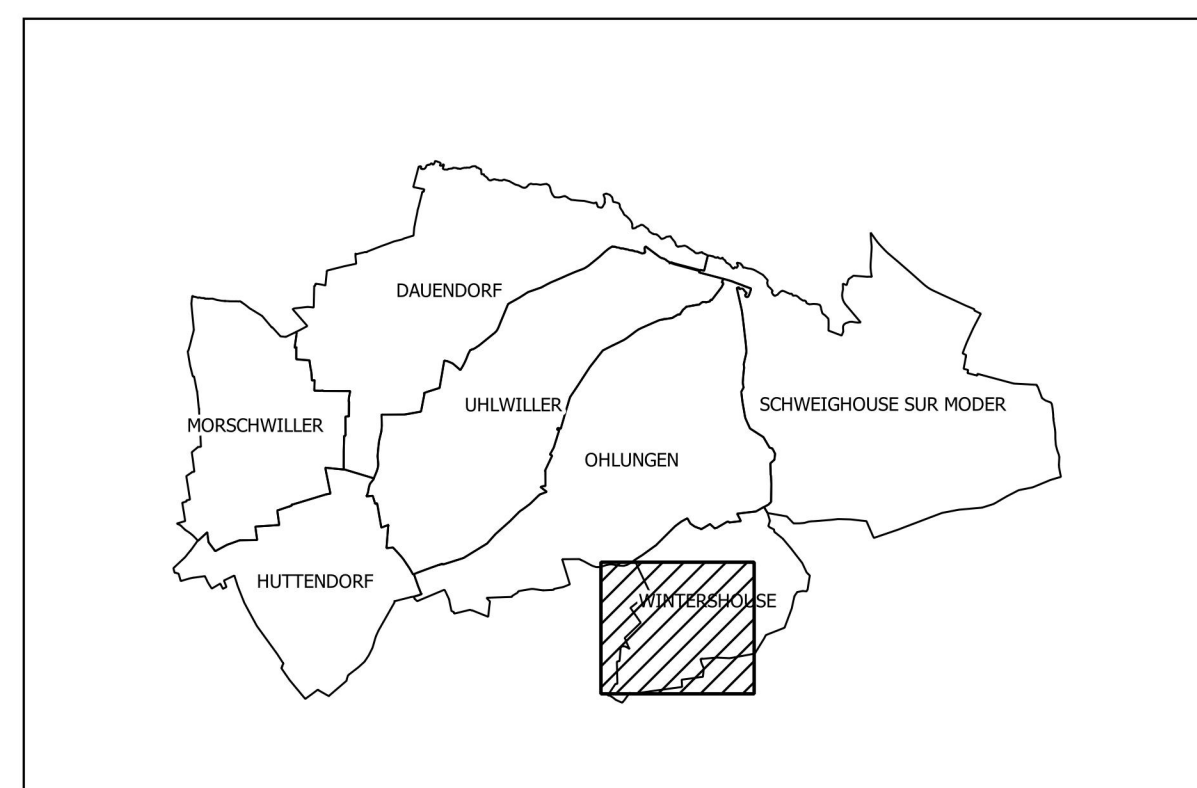 DAUENDORF
UHLWILLER
SCHWEIGHOUSE SUR MODER
MORSCHWILLER
OHLUNGEN
HUTTENDORF
WINTERSHOUSE